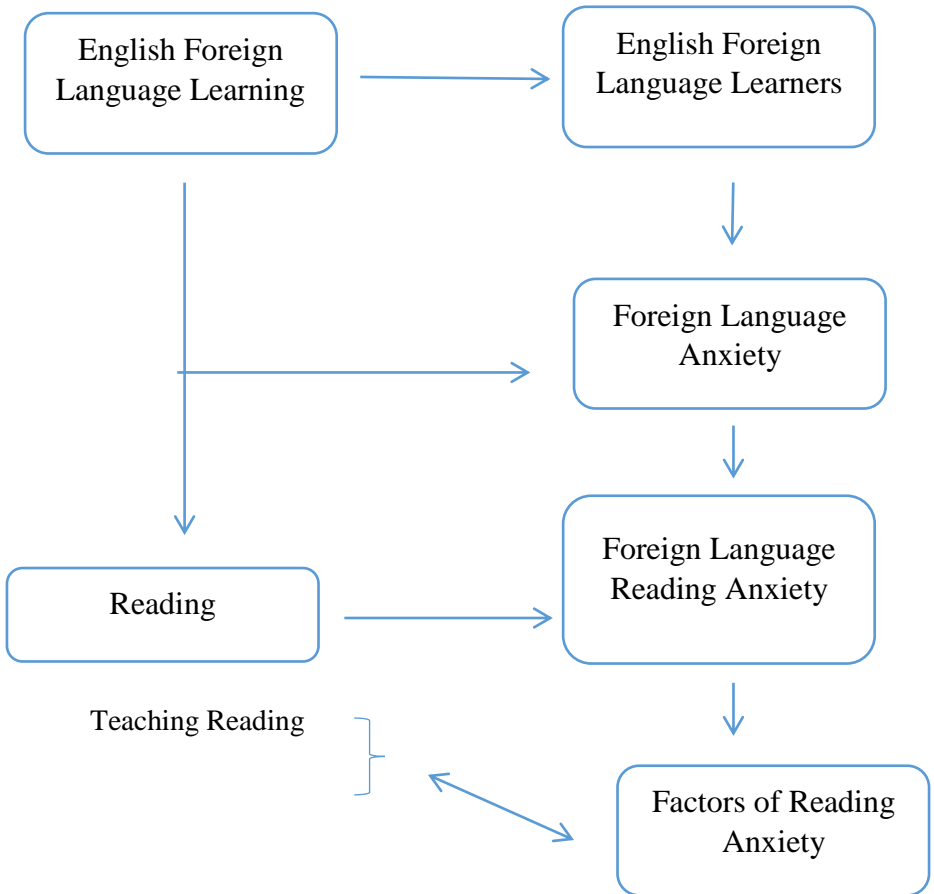 English Foreign
Language Learning
English Foreign
Language Learners
Foreign Language
Anxiety
Foreign Language
Reading Anxiety
Reading
Teaching Reading
Factors of Reading
Anxiety